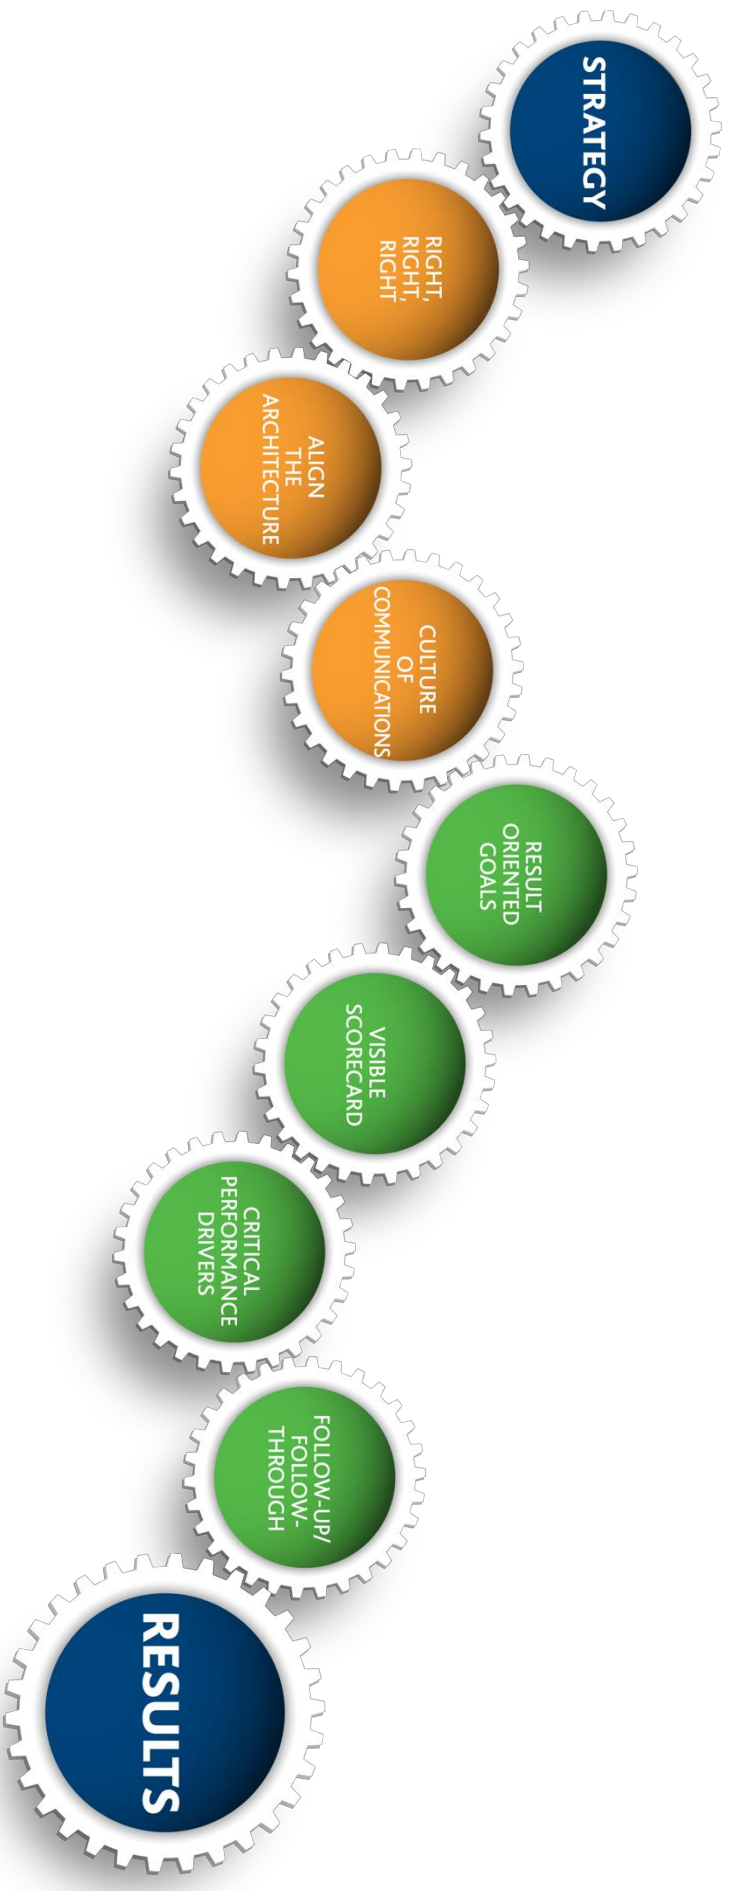 STRATEGY
RIGHT,
RIGHT,
RIGHT
ALIGN
THE
ARCHITECTURE
CULTURE
OF
COMMUNICATIONS
RESULT
ORIENTED
GOALS
VISIBLE
SCORECARD
CRITICAL
PERFORMANCE
DRIVERS
FOLLOW-UP/
FOLLOW-
THROUGH
RESULTS